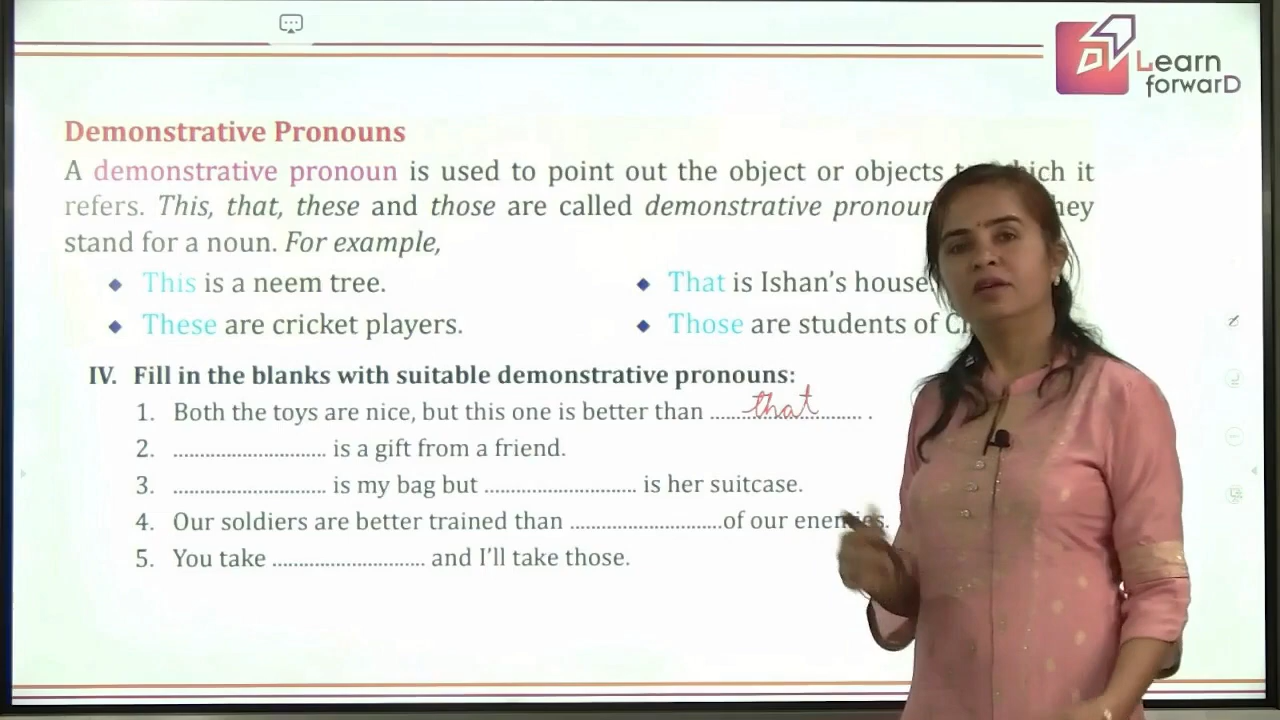 Learn
forwarD
Demonstrative Pronouns
A demonstrative pronoun is used to point out the object or objects it
refers. This, that, these and those are called demonstrative
stand for a noun. For example,
This is a neem tree.
That is Ishan's house.
These are cricket players.
Those are students of
IV. Fill in the blanks with suitable demonstrative pronouns:
1. Both the toys are nice, but this one is better than ....that.... .
2. ............................ is a gift from a friend.
3. ............................ is my bag but ............................ is her suitcase.
4. Our soldiers are better trained than ............................of our enemies.
5. You take ............................ and I'll take those.